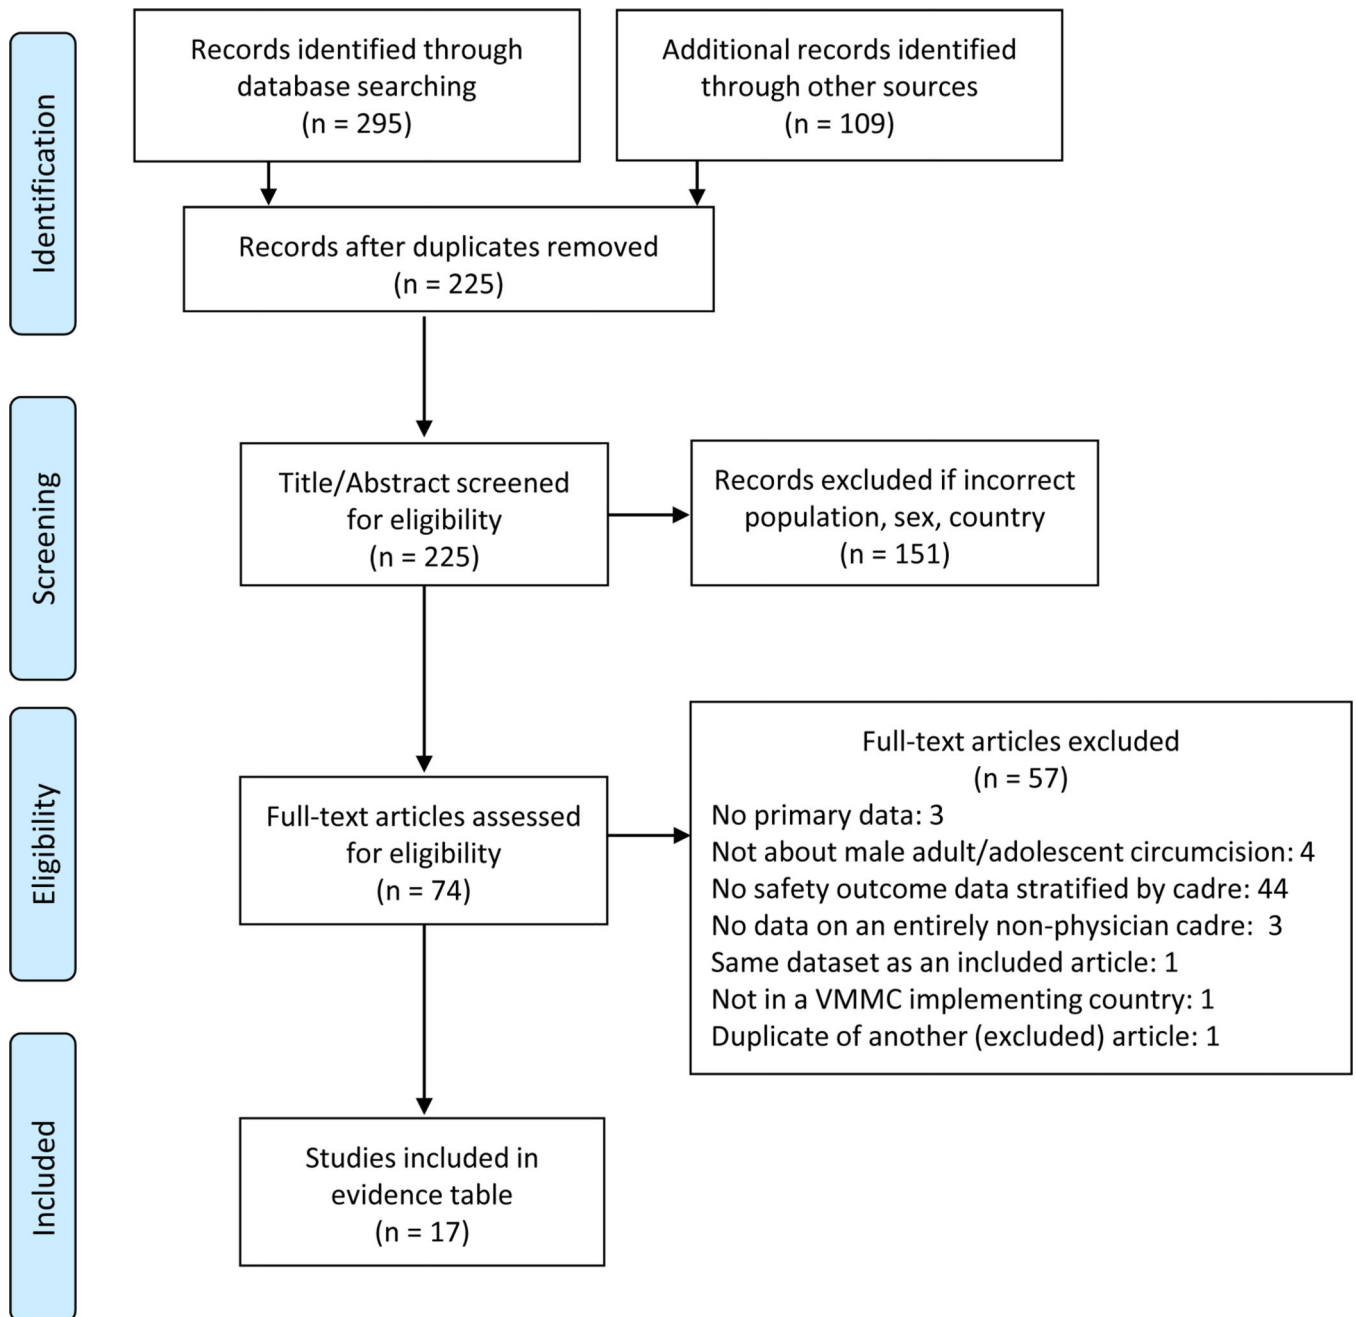 Identification
Records identified through
database searching
(n = 295)
Additional records identified
through other sources
(n = 109)
Records after duplicates removed
(n = 225)
Screening
Title/Abstract screened
for eligibility
(n = 225)
Records excluded if incorrect
population, sex, country
(n = 151)
Eligibility
Full-text articles assessed
for eligibility
(n = 74)
Full-text articles excluded
(n = 57)
No primary data: 3
Not about male adult/adolescent circumcision: 4
No safety outcome data stratified by cadre: 44
No data on an entirely non-physician cadre:  3
Same dataset as an included article: 1
Not in a VMMC implementing country: 1
Duplicate of another (excluded) article: 1
Included
Studies included in
evidence table
(n = 17)